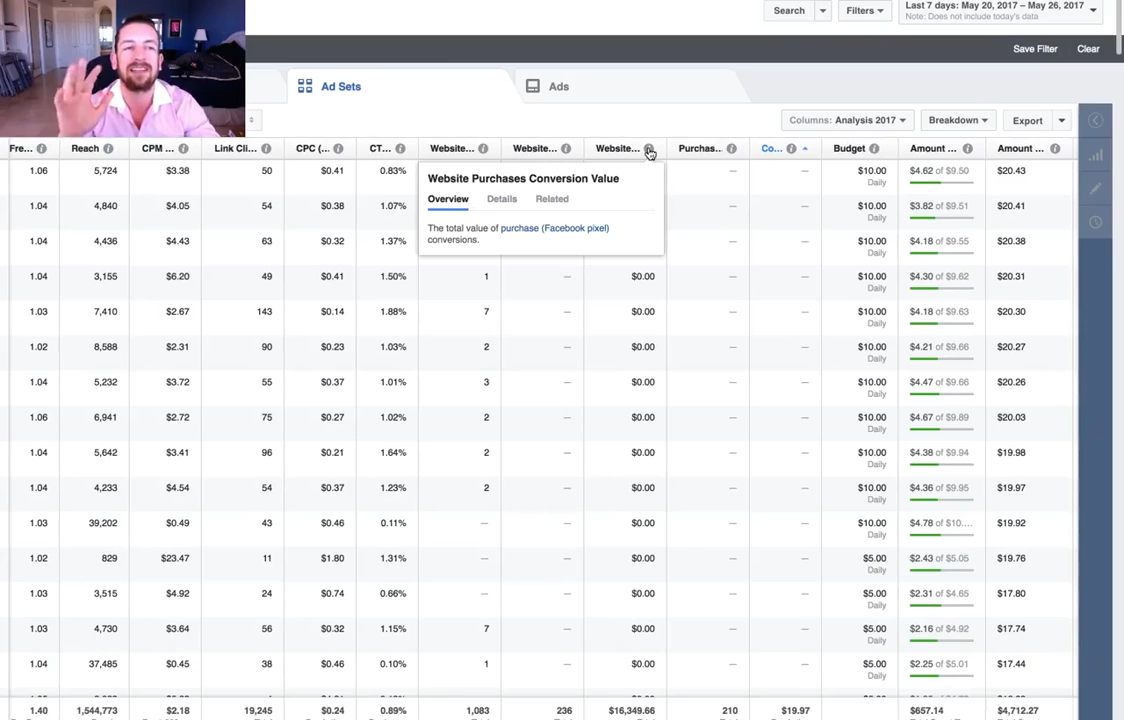 Search Filters Last 7 days: May 20, 2017 – May 26, 2017
Note: Does not include today's data
Save Filter Clear
Ad Sets Ads
Columns: Analysis 2017 Breakdown Export
Fre... Reach CPM ... Link Cli... CPC (... CT... Website... Website... Website... Purchas... Co... Budget Amount ... Amount ...
1.06 5,724 $3.38 50 $0.41 0.83% — — $10.00 $4.62 of $9.50 $20.43
Daily
Website Purchases Conversion Value
Overview Details Related
The total value of purchase (Facebook pixel)
conversions.
1.04 4,840 $4.05 54 $0.38 1.07% — — $10.00 $3.82 of $9.51 $20.41
Daily
1.04 4,436 $4.43 63 $0.32 1.37% — — $10.00 $4.18 of $9.55 $20.38
Daily
1.04 3,155 $6.20 49 $0.41 1.50% 1 — $0.00 — — $10.00 $4.30 of $9.62 $20.31
Daily
1.03 7,410 $2.67 143 $0.14 1.88% 7 — $0.00 — — $10.00 $4.18 of $9.63 $20.30
Daily
1.02 8,588 $2.31 90 $0.23 1.03% 2 — $0.00 — — $10.00 $4.21 of $9.66 $20.27
Daily
1.04 5,232 $3.72 55 $0.37 1.01% 3 — $0.00 — — $10.00 $4.47 of $9.66 $20.26
Daily
1.06 6,941 $2.72 75 $0.27 1.02% 2 — $0.00 — — $10.00 $4.67 of $9.89 $20.03
Daily
1.04 5,642 $3.41 96 $0.21 1.64% 2 — $0.00 — — $10.00 $4.38 of $9.94 $19.98
Daily
1.04 4,233 $4.54 54 $0.37 1.23% 2 — $0.00 — — $10.00 $4.36 of $9.95 $19.97
Daily
1.03 39,202 $0.49 43 $0.46 0.11% — — $0.00 — — $10.00 $4.78 of $10.... $19.92
Daily
1.02 829 $23.47 11 $1.80 1.31% — — $0.00 — — $5.00 $2.43 of $5.05 $19.76
Daily
1.03 3,515 $4.92 24 $0.74 0.66% — — $0.00 — — $5.00 $2.31 of $4.65 $17.80
Daily
1.03 4,730 $3.64 56 $0.32 1.15% 7 — $0.00 — — $5.00 $2.16 of $4.92 $17.74
Daily
1.04 37,485 $0.45 38 $0.46 0.10% 1 — $0.00 — — $5.00 $2.25 of $5.01 $17.44
Daily
1.40 1,544,773 $2.18 19,245 $0.24 0.89% 1,083 236 $16,349.66 210 $19.97 $657.14 $4,712.27